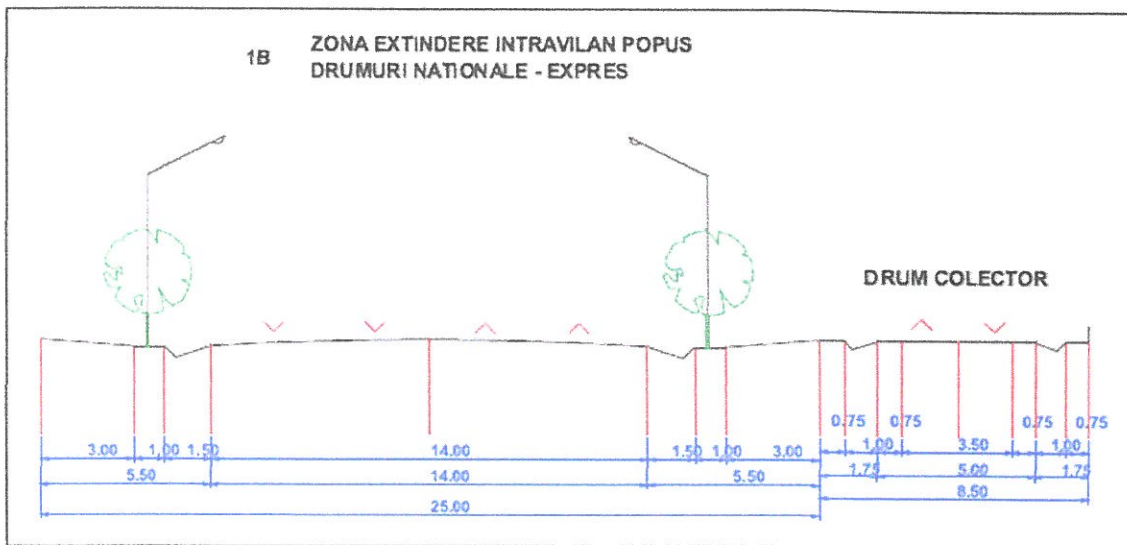 1B
ZONA EXTINDERE INTRAVILAN POPUS
DRUMURI NATIONALE - EXPRES
DRUM COLECTOR
0.75 0.75 0.75 0.75
3.00 1,00 1.50 14.00 1.50 1.00 3,00 1,00 3.50 1,00
5.50 14.00 5.50 1.75 5.00 1.75
25.00 8.50